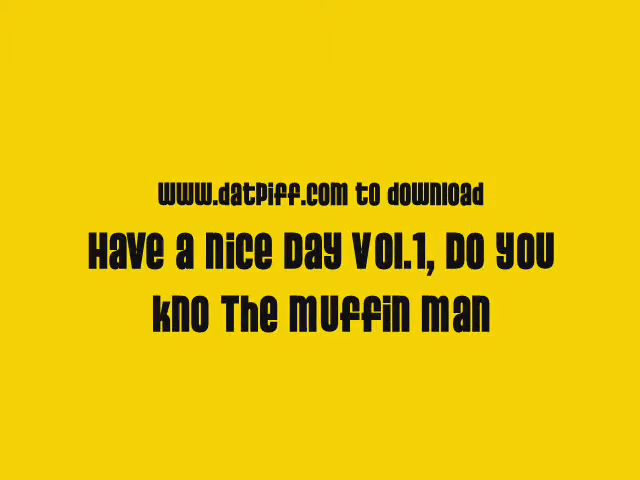 www.datpiff.com to download
Have a nice Day Vol.1, Do you
kno The muffin man